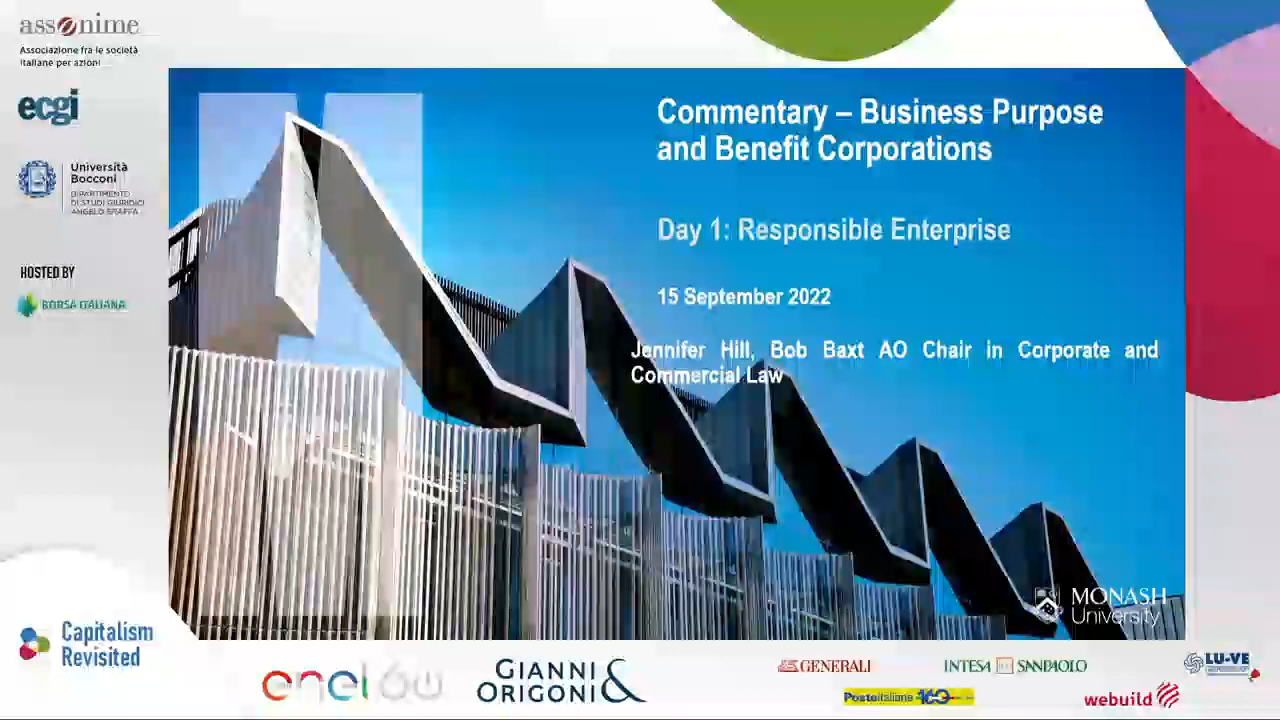 assonime
Associazione fra le società
italiane per azioni
ecgi
Università
Bocconi
DIPARTIMENTO
DI STUDI GIURIDICI
ANGELO SRAFFA
HOSTED BY
BORSA ITALIANA
Commentary – Business Purpose
and Benefit Corporations
Day 1: Responsible Enterprise
15 September 2022
Jennifer Hill, Bob Baxt AO Chair in Corporate and
Commercial Law
MONASH
University
Capitalism
Revisited
enel 60
GIANNI
ORIGONI &
GENERALI
INTESA SANPAOLO
LU-VE
Posteitaliane 160
webuild